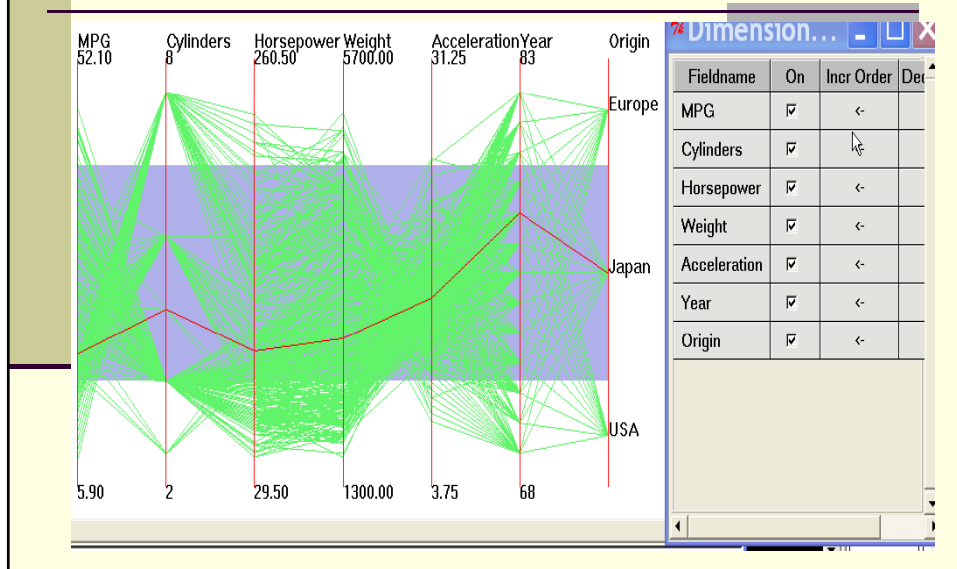 MPG Cylinders Horsepower Weight Acceleration Year Origin
52.10 8 260.50 5700.00 31.25 83
Europe
Japan
USA
5.90 2 29.50 1300.00 3.75 68
Dimension...
Fieldname On Incr Order Dec
MPG <-
Cylinders <-
Horsepower <-
Weight <-
Acceleration <-
Year <-
Origin <-